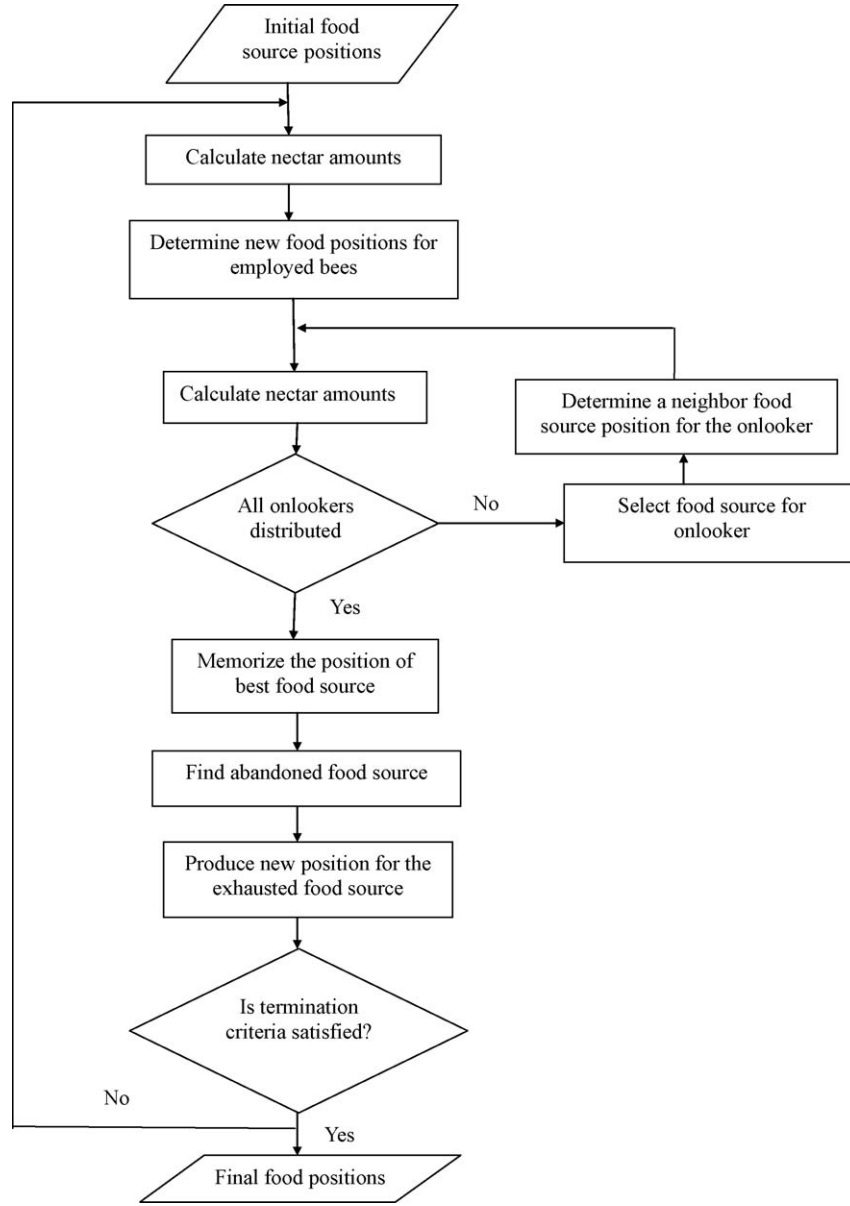 Initial food
source positions
Calculate nectar amounts
Determine new food positions for
employed bees
Calculate nectar amounts
Determine a neighbor food
source position for the onlooker
All onlookers
distributed
No
Select food source for
onlooker
Yes
Memorize the position of
best food source
Find abandoned food source
Produce new position for the
exhausted food source
Is termination
criteria satisfied?
No
Yes
Final food positions